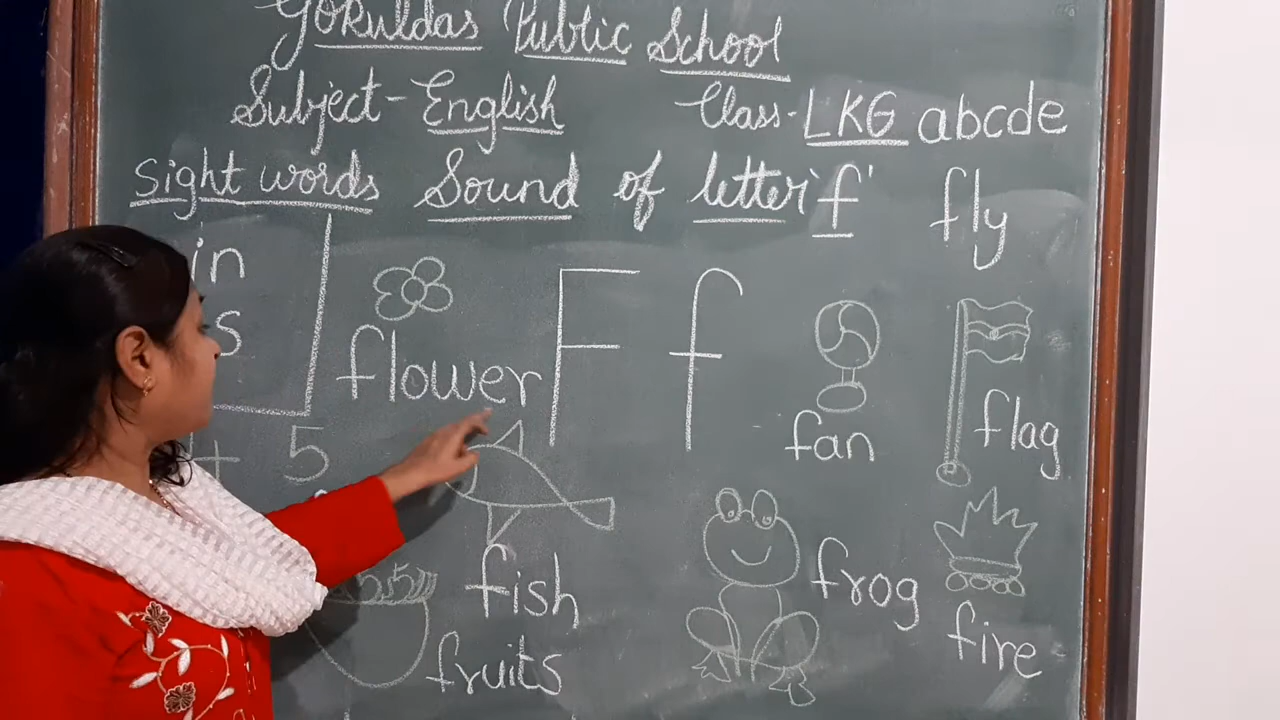 Gokuldas Public School
Subject- English Class- LKG abcde
Sight words Sound of letter 'f' fly
in
s
flower F f
fan flag
5
fish frog
fruits fire